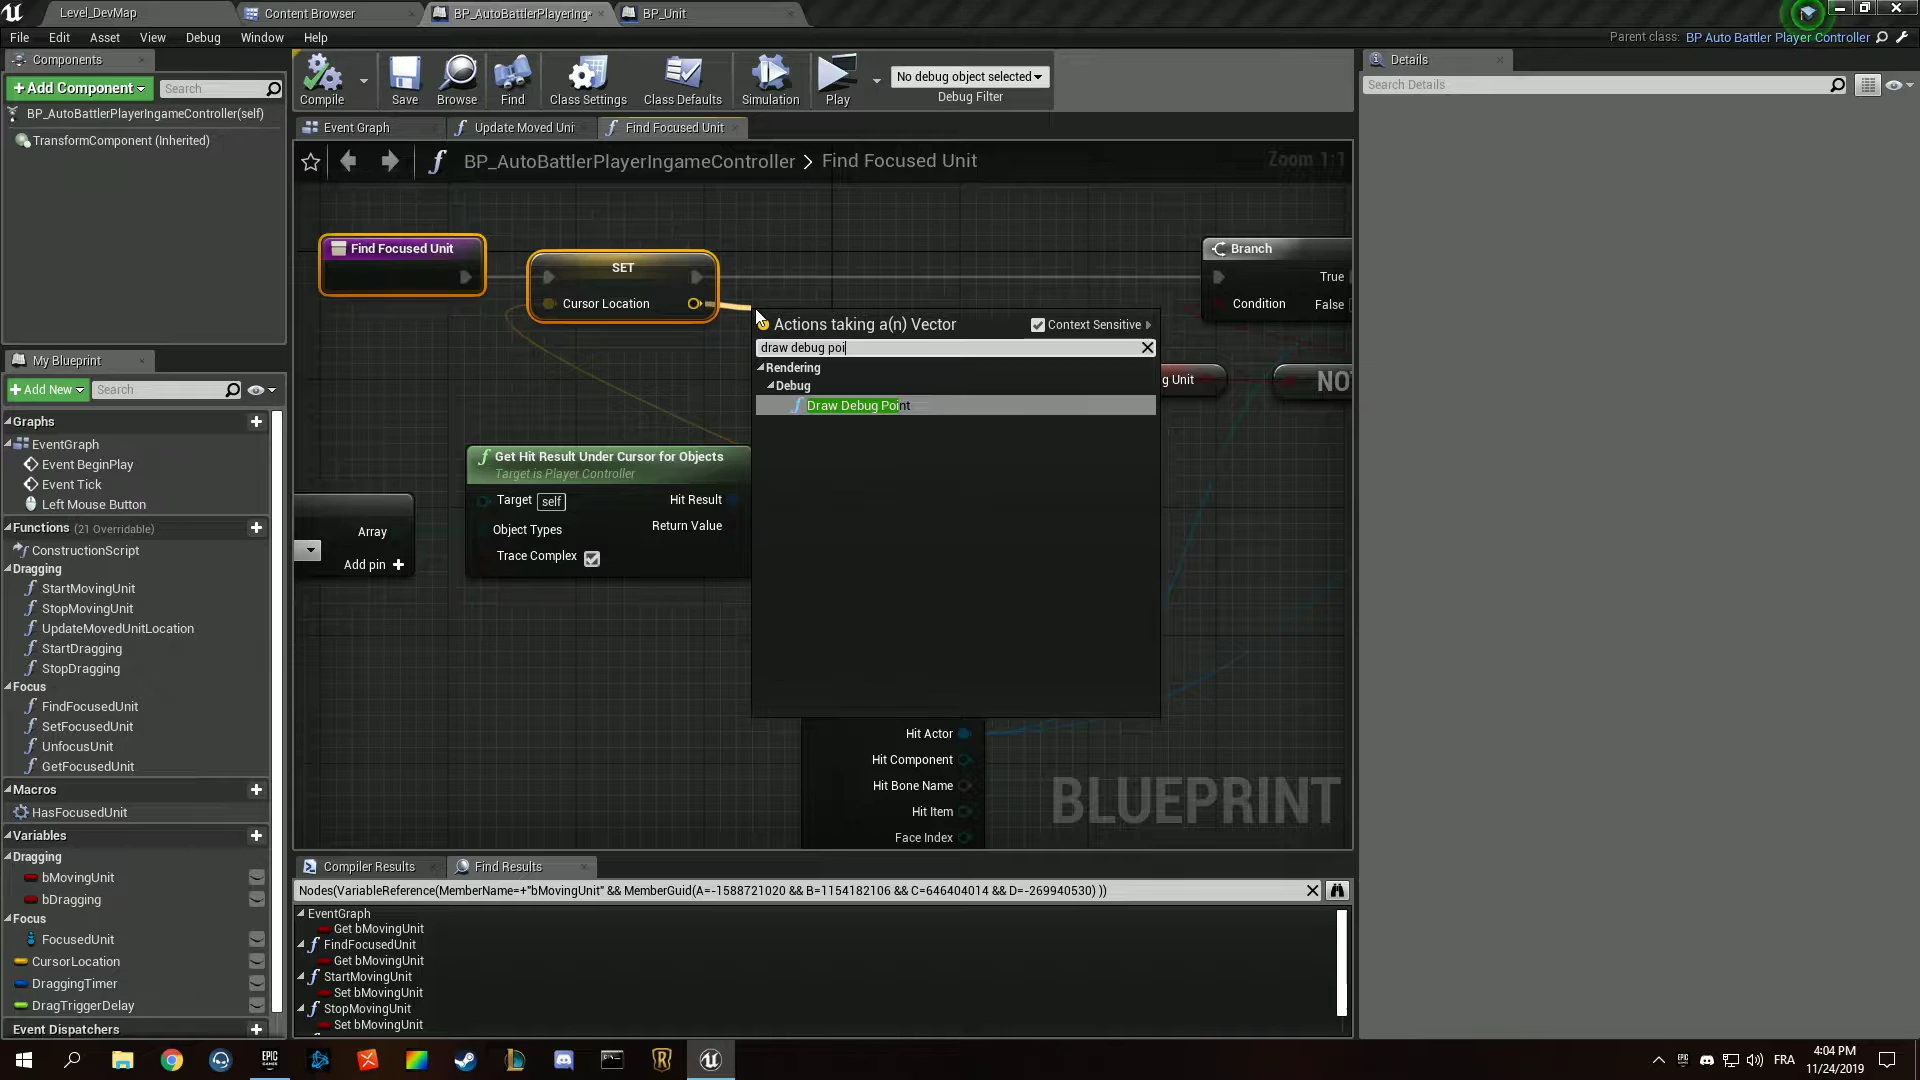 Level_DevMap
Content Browser
BP_AutoBattlerPlayerIng*
BP_Unit
File Edit Asset View Debug Window Help
Parent class: BP Auto Battler Player Controller
Components
+Add Component
Search
BP_AutoBattlerPlayerIngameController(self)
TransformComponent (Inherited)
Compile
Save
Browse
Find
Class Settings
Class Defaults
Simulation
Play
No debug object selected
Debug Filter
Details
Search Details
Event Graph
Update Moved Uni
Find Focused Unit
BP_AutoBattlerPlayerIngameController > Find Focused Unit
Zoom 1:1
Find Focused Unit
SET
Cursor Location
Branch
True
Condition
False
Actions taking a(n) Vector
Context Sensitive
draw debug poi
Rendering
Debug
Draw Debug Point
g Unit
NO
Get Hit Result Under Cursor for Objects
Target is Player Controller
Target self
Hit Result
Object Types
Return Value
Trace Complex
Array
Add pin +
Hit Actor
Hit Component
Hit Bone Name
Hit Item
Face Index
BLUEPRINT
My Blueprint
+Add New
Search
Graphs
EventGraph
Event BeginPlay
Event Tick
Left Mouse Button
Functions (21 Overridable)
ConstructionScript
Dragging
StartMovingUnit
StopMovingUnit
UpdateMovedUnitLocation
StartDragging
StopDragging
Focus
FindFocusedUnit
SetFocusedUnit
UnfocusUnit
GetFocusedUnit
Macros
HasFocusedUnit
Variables
Dragging
bMovingUnit
bDragging
Focus
FocusedUnit
CursorLocation
DraggingTimer
DragTriggerDelay
Event Dispatchers
Compiler Results
Find Results
Nodes(VariableReference(MemberName=+"bMovingUnit" && MemberGuid(A=-1588721020 && B=1154182106 && C=646404014 && D=-269940530) ))
EventGraph
Get bMovingUnit
FindFocusedUnit
Get bMovingUnit
StartMovingUnit
Set bMovingUnit
StopMovingUnit
Set bMovingUnit
EPIC GAMES
FRA
4:04 PM
11/24/2019